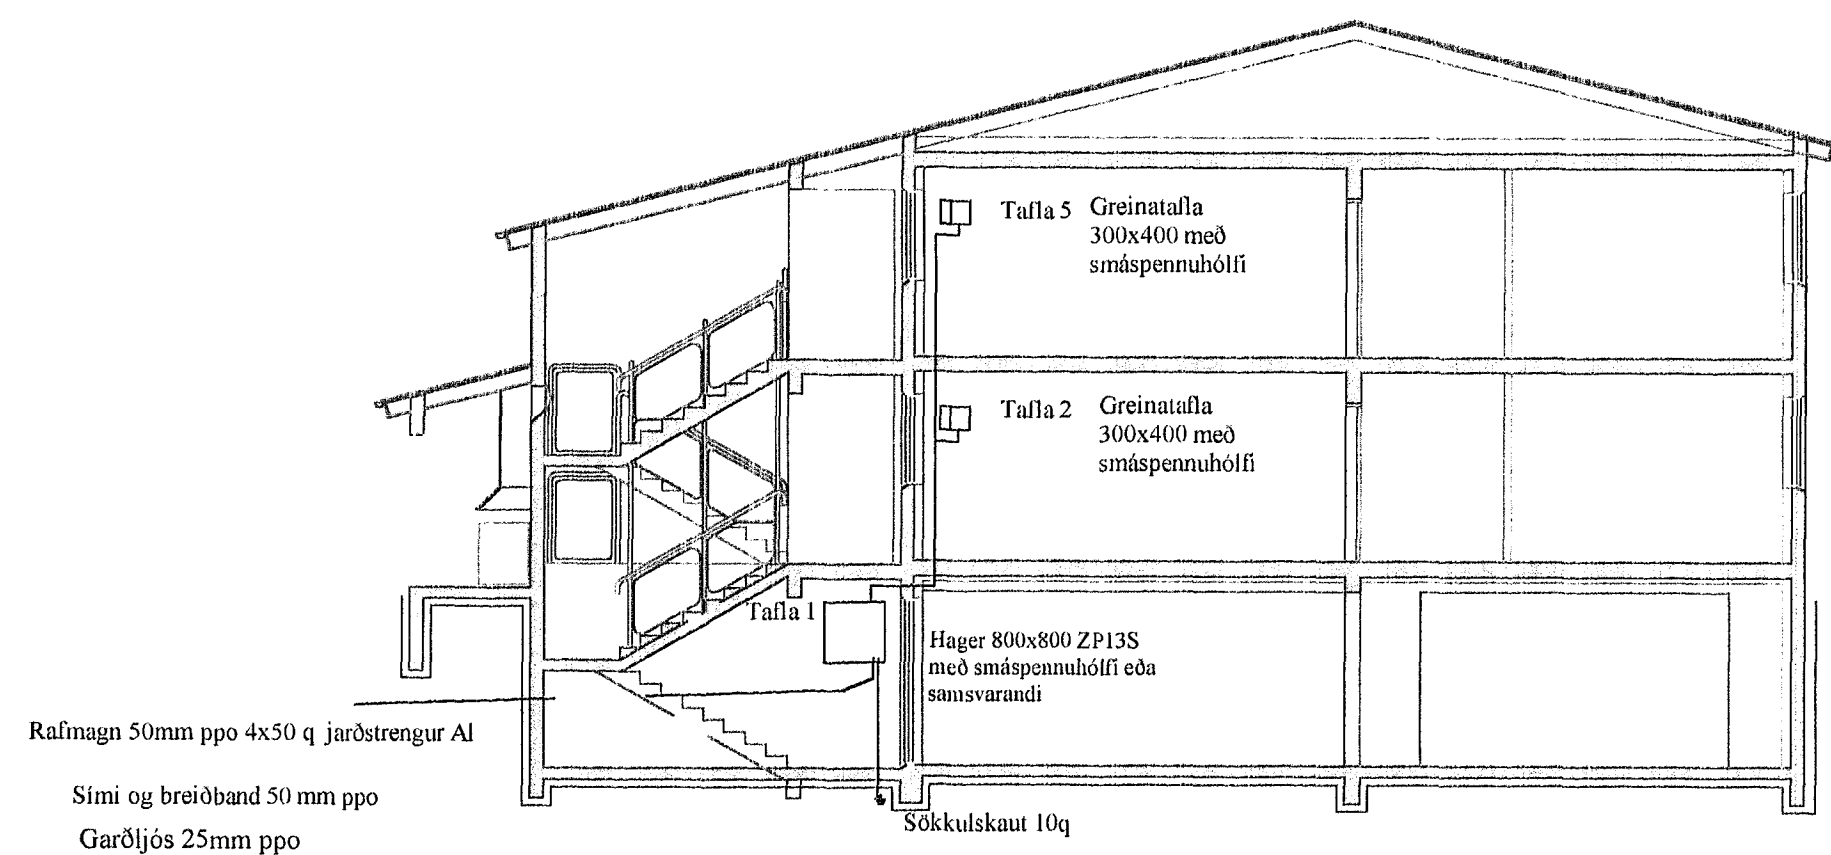 Tafla 5
Greinatafla
300x400 með
smáspennuhólfi
Tafla 2
Greinatafla
300x400 með
smáspennuhólfi
Tafla 1
Hager 800x800 ZP13S
með smáspennuhólfi eða
samsvarandi
Rafmagn 50mm ppo 4x50 q jarðstrengur Al
Sími og breiðband 50 mm ppo
Garðljós 25mm ppo
Sökkulskaut 10q